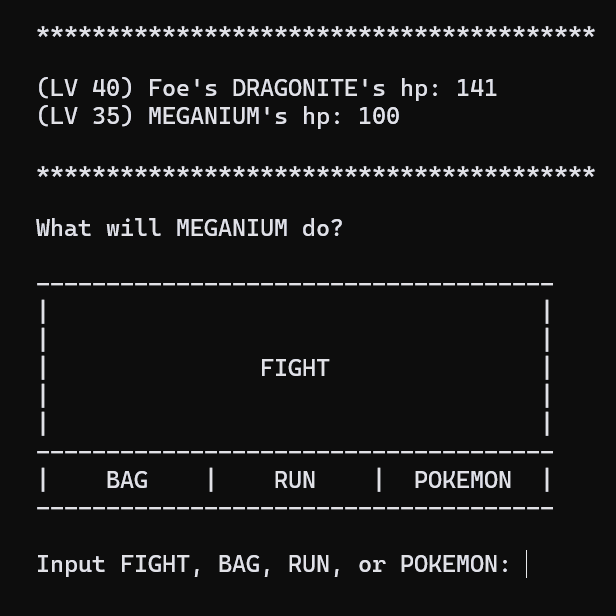 ****************************************
(LV 40) Foe's DRAGONITE's hp: 141
(LV 35) MEGANIUM's hp: 100
****************************************
What will MEGANIUM do?
-------------------------------------
|                                   |
|                                   |
|               FIGHT               |
|                                   |
|                                   |
-------------------------------------
|    BAG    |    RUN    |  POKEMON  |
-------------------------------------
Input FIGHT, BAG, RUN, or POKEMON: